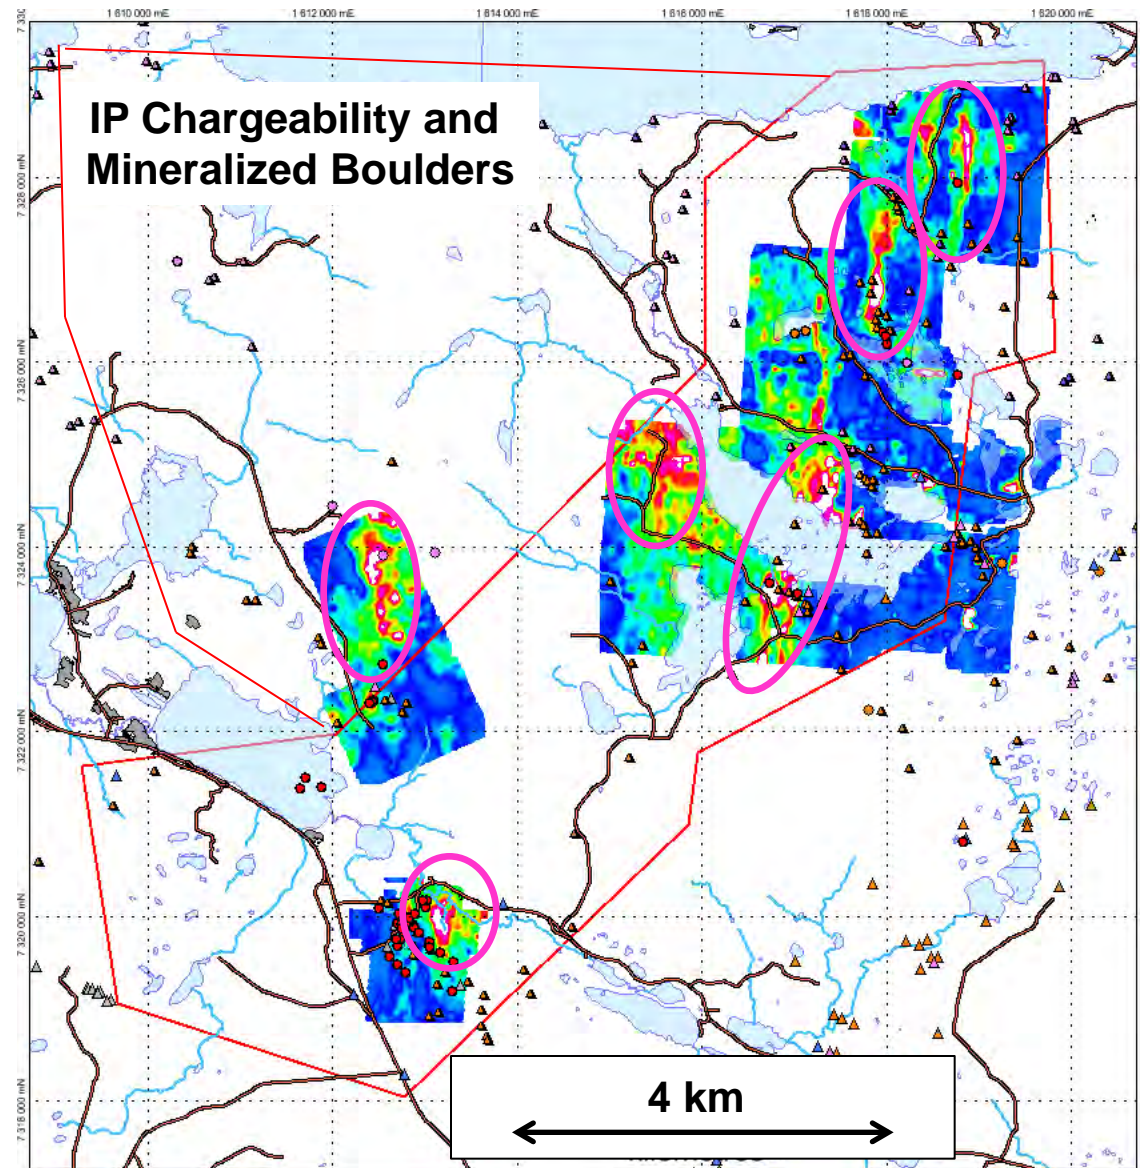 7 330
1 610 000 mE
1 612 000 mE
1 614 000 mE
1 616 000 mE
1 618 000 mE
1 620 000 mE
IP Chargeability and
Mineralized Boulders
7 328 000 mN
7 326 000 mN
7 324 000 mN
7 322 000 mN
7 320 000 mN
7 318 000 mN
4 km